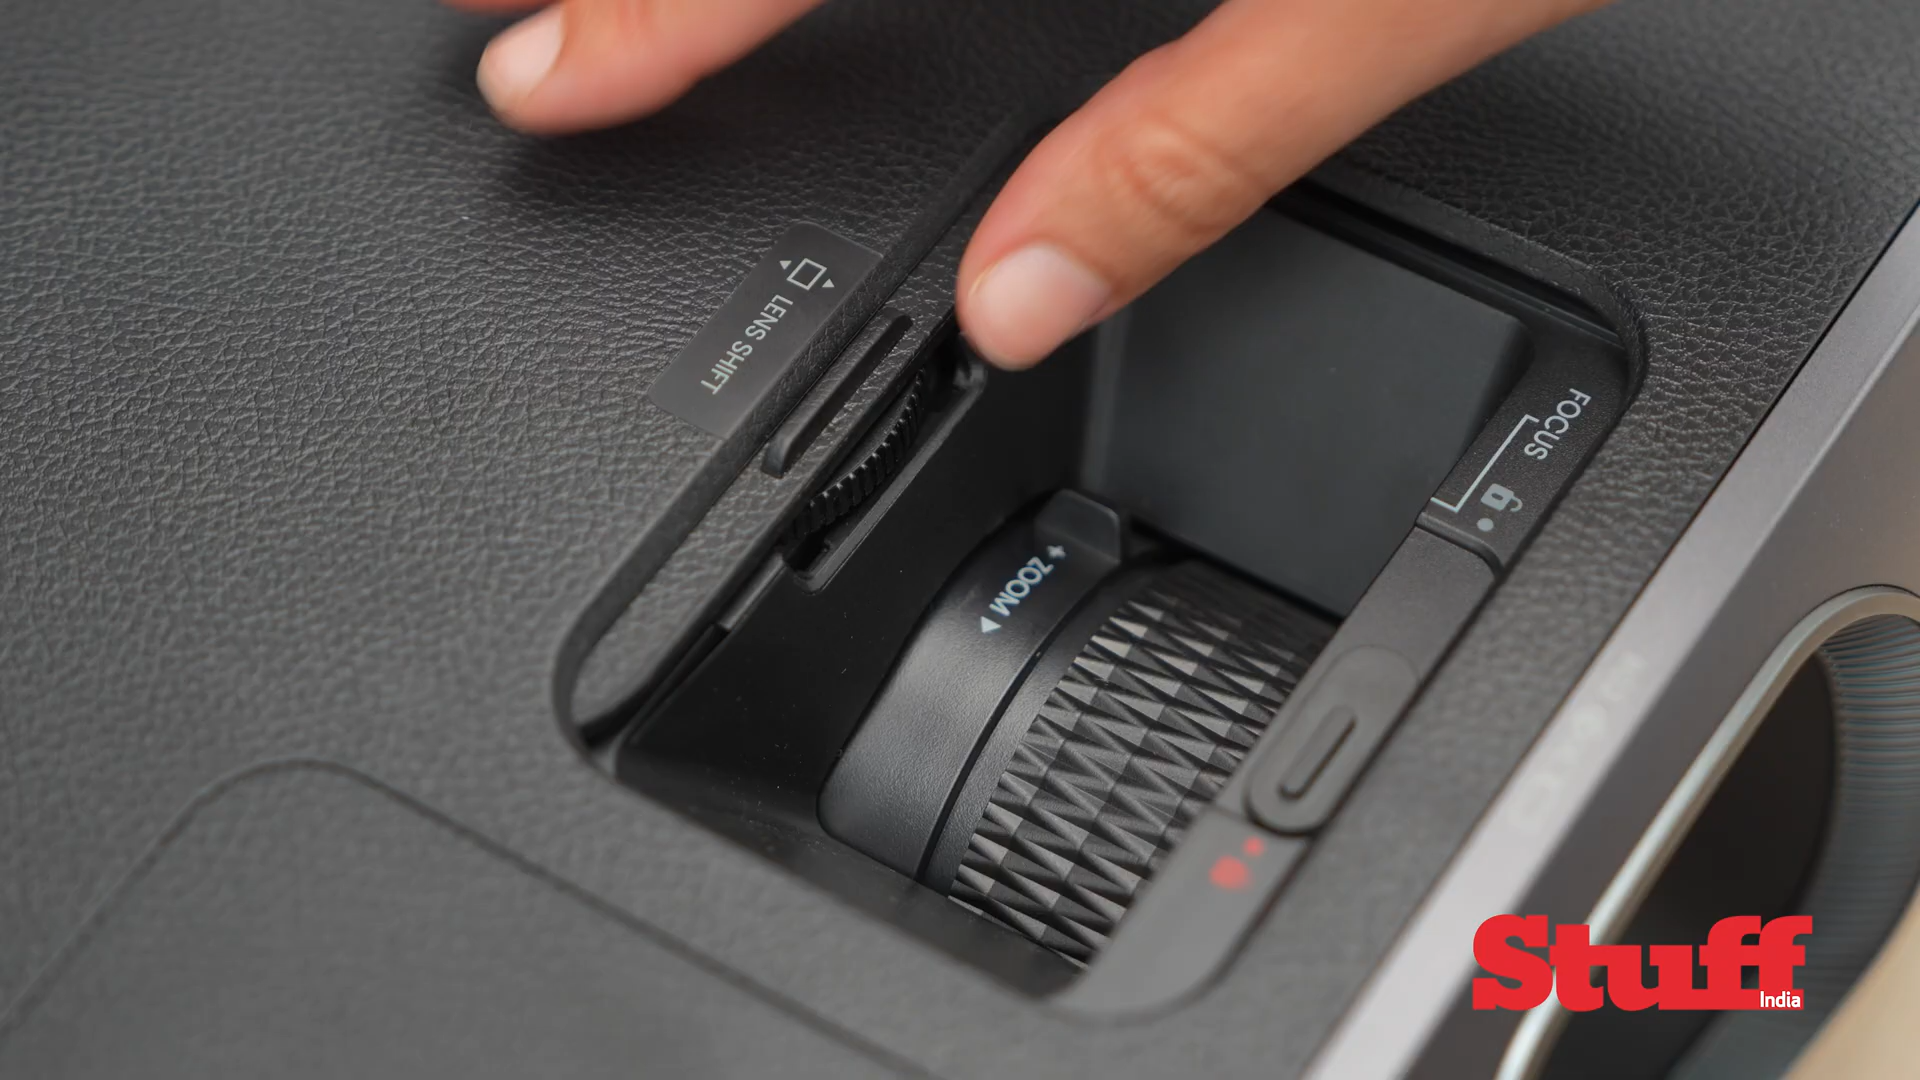 LENS SHIFT
FOCUS
+ ZOOM
Stuff
India